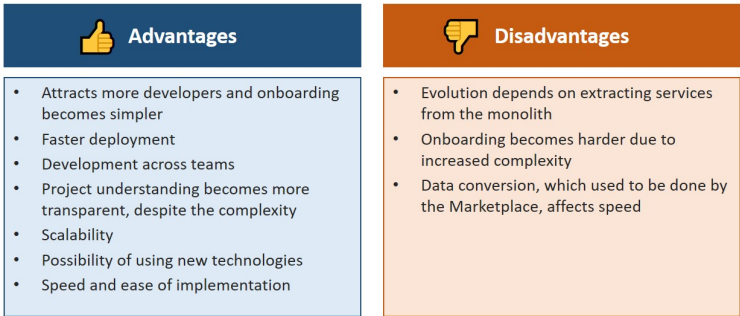 Advantages
• Attracts more developers and onboarding
becomes simpler
• Faster deployment
• Development across teams
• Project understanding becomes more
transparent, despite the complexity
• Scalability
• Possibility of using new technologies
• Speed and ease of implementation
Disadvantages
• Evolution depends on extracting services
from the monolith
• Onboarding becomes harder due to
increased complexity
• Data conversion, which used to be done by
the Marketplace, affects speed